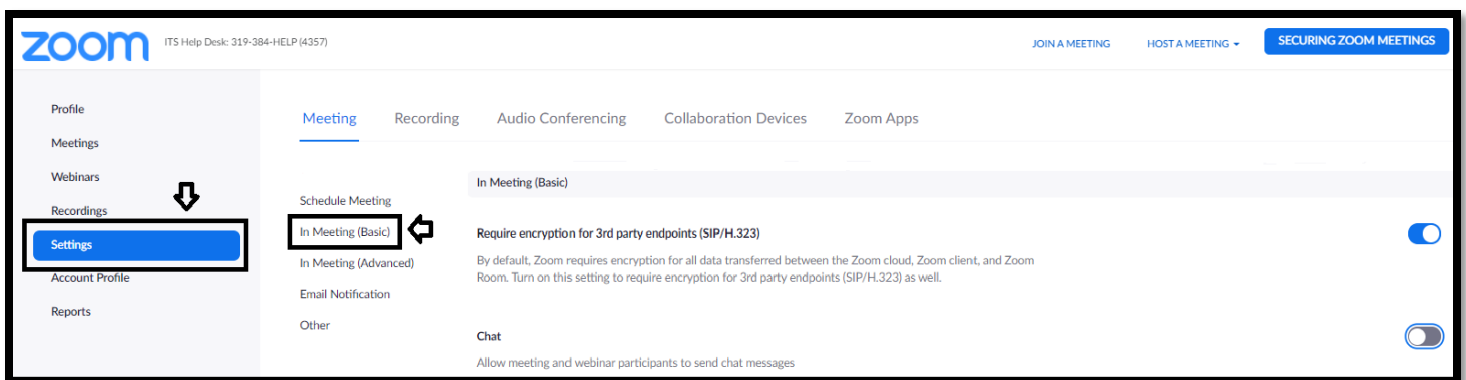 zoom
ITS Help Desk: 319-384-HELP (4357)
JOIN A MEETING
HOST A MEETING
SECURING ZOOM MEETINGS
Profile
Meetings
Webinars
Recordings
Settings
Account Profile
Reports
Meeting
Recording
Audio Conferencing
Collaboration Devices
Zoom Apps
Schedule Meeting
In Meeting (Basic)
In Meeting (Advanced)
Email Notification
Other
In Meeting (Basic)
Require encryption for 3rd party endpoints (SIP/H.323)
By default, Zoom requires encryption for all data transferred between the Zoom cloud, Zoom client, and Zoom
Room. Turn on this setting to require encryption for 3rd party endpoints (SIP/H.323) as well.
Chat
Allow meeting and webinar participants to send chat messages